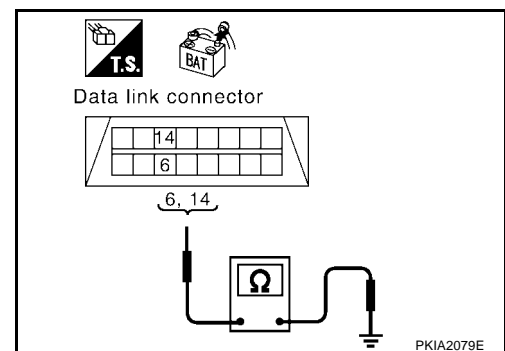 T.S.
BAT
Data link connector
14
6
6, 14
Ω
PKIA2079E